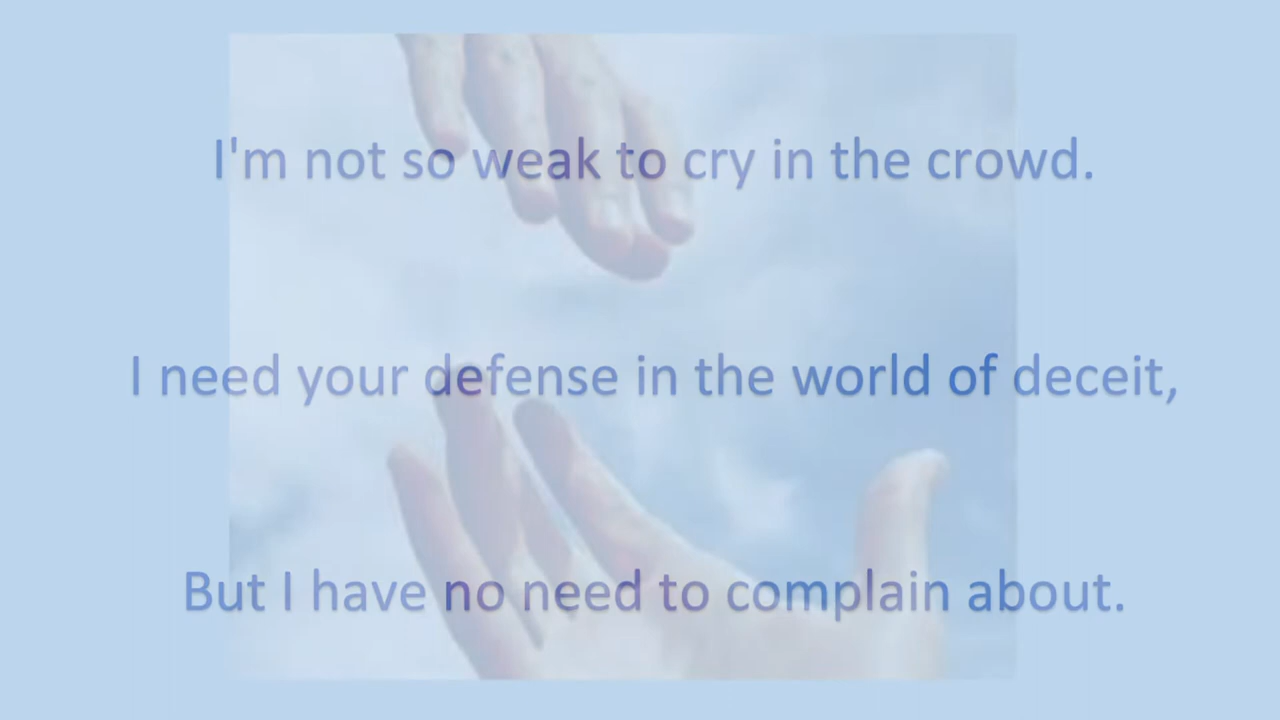 I'm not so weak to cry in the crowd.
I need your defense in the world of deceit,
But I have no need to complain about.